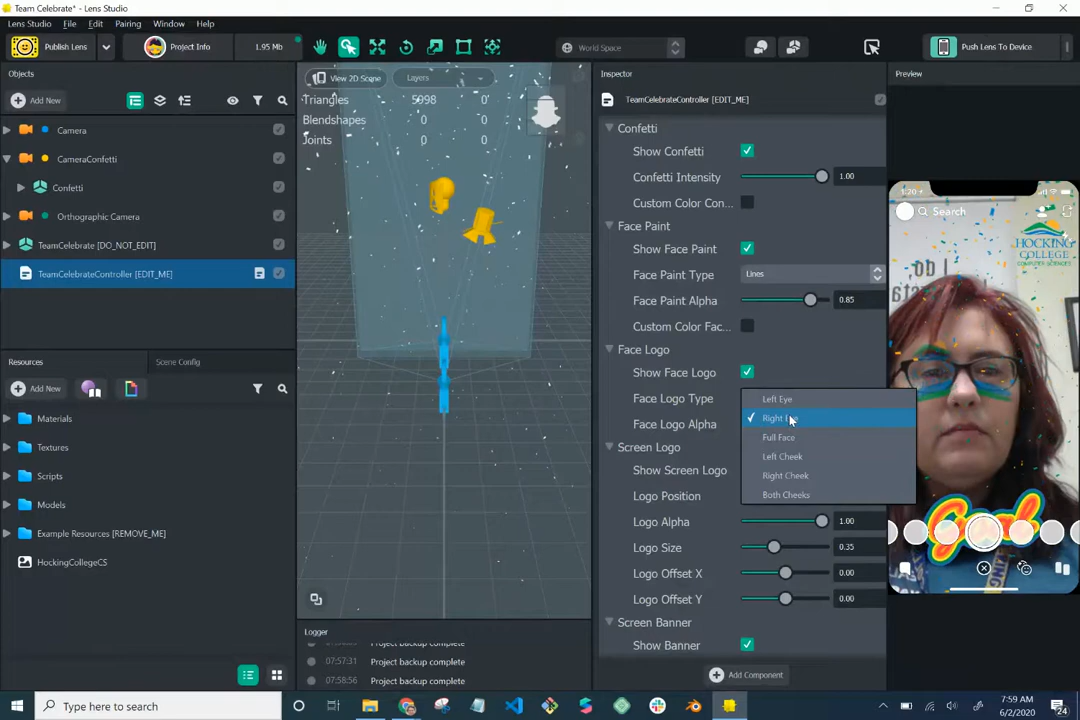 Team Celebrate* - Lens Studio
Lens Studio File Edit Pairing Window Help
Publish Lens Project Info 1.95 Mb World Space Push Lens To Device
Objects
Add New
Camera
CameraConfetti
Confetti
Orthographic Camera
TeamCelebrate [DO_NOT_EDIT]
TeamCelebrateController [EDIT_ME]
Resources Scene Config
Add New
Materials
Textures
Scripts
Models
Example Resources [REMOVE_ME]
HockingCollegeCS
View 2D Scene Layers
Triangles 5998 0
Blendshapes 0 0
Joints 0 0
Logger
Project backup complete
07:57:31 Project backup complete
07:58:56 Project backup complete
Inspector
TeamCelebrateController [EDIT_ME]
Confetti
Show Confetti
Confetti Intensity 1.00
Custom Color Con...
Face Paint
Show Face Paint
Face Paint Type Lines
Face Paint Alpha 0.85
Custom Color Fac...
Face Logo
Show Face Logo
Face Logo Type
Face Logo Alpha
Left Eye
Full Face
Left Cheek
Right Cheek
Both Cheeks
Screen Logo
Show Screen Logo
Logo Position
Logo Alpha 1.00
Logo Size 0.35
Logo Offset X 0.00
Logo Offset Y 0.00
Screen Banner
Show Banner
Add Component
Preview
1:20
Search
HOCKING
COLLEGE
COMPUTER SCIENCES
I do,
Goal
Type here to search
7:59 AM
6/2/2020
24